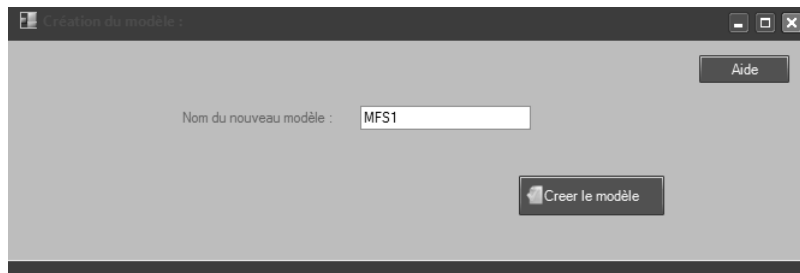 Création du modèle :
Aide
Nom du nouveau modèle : MFS1
Creer le modèle